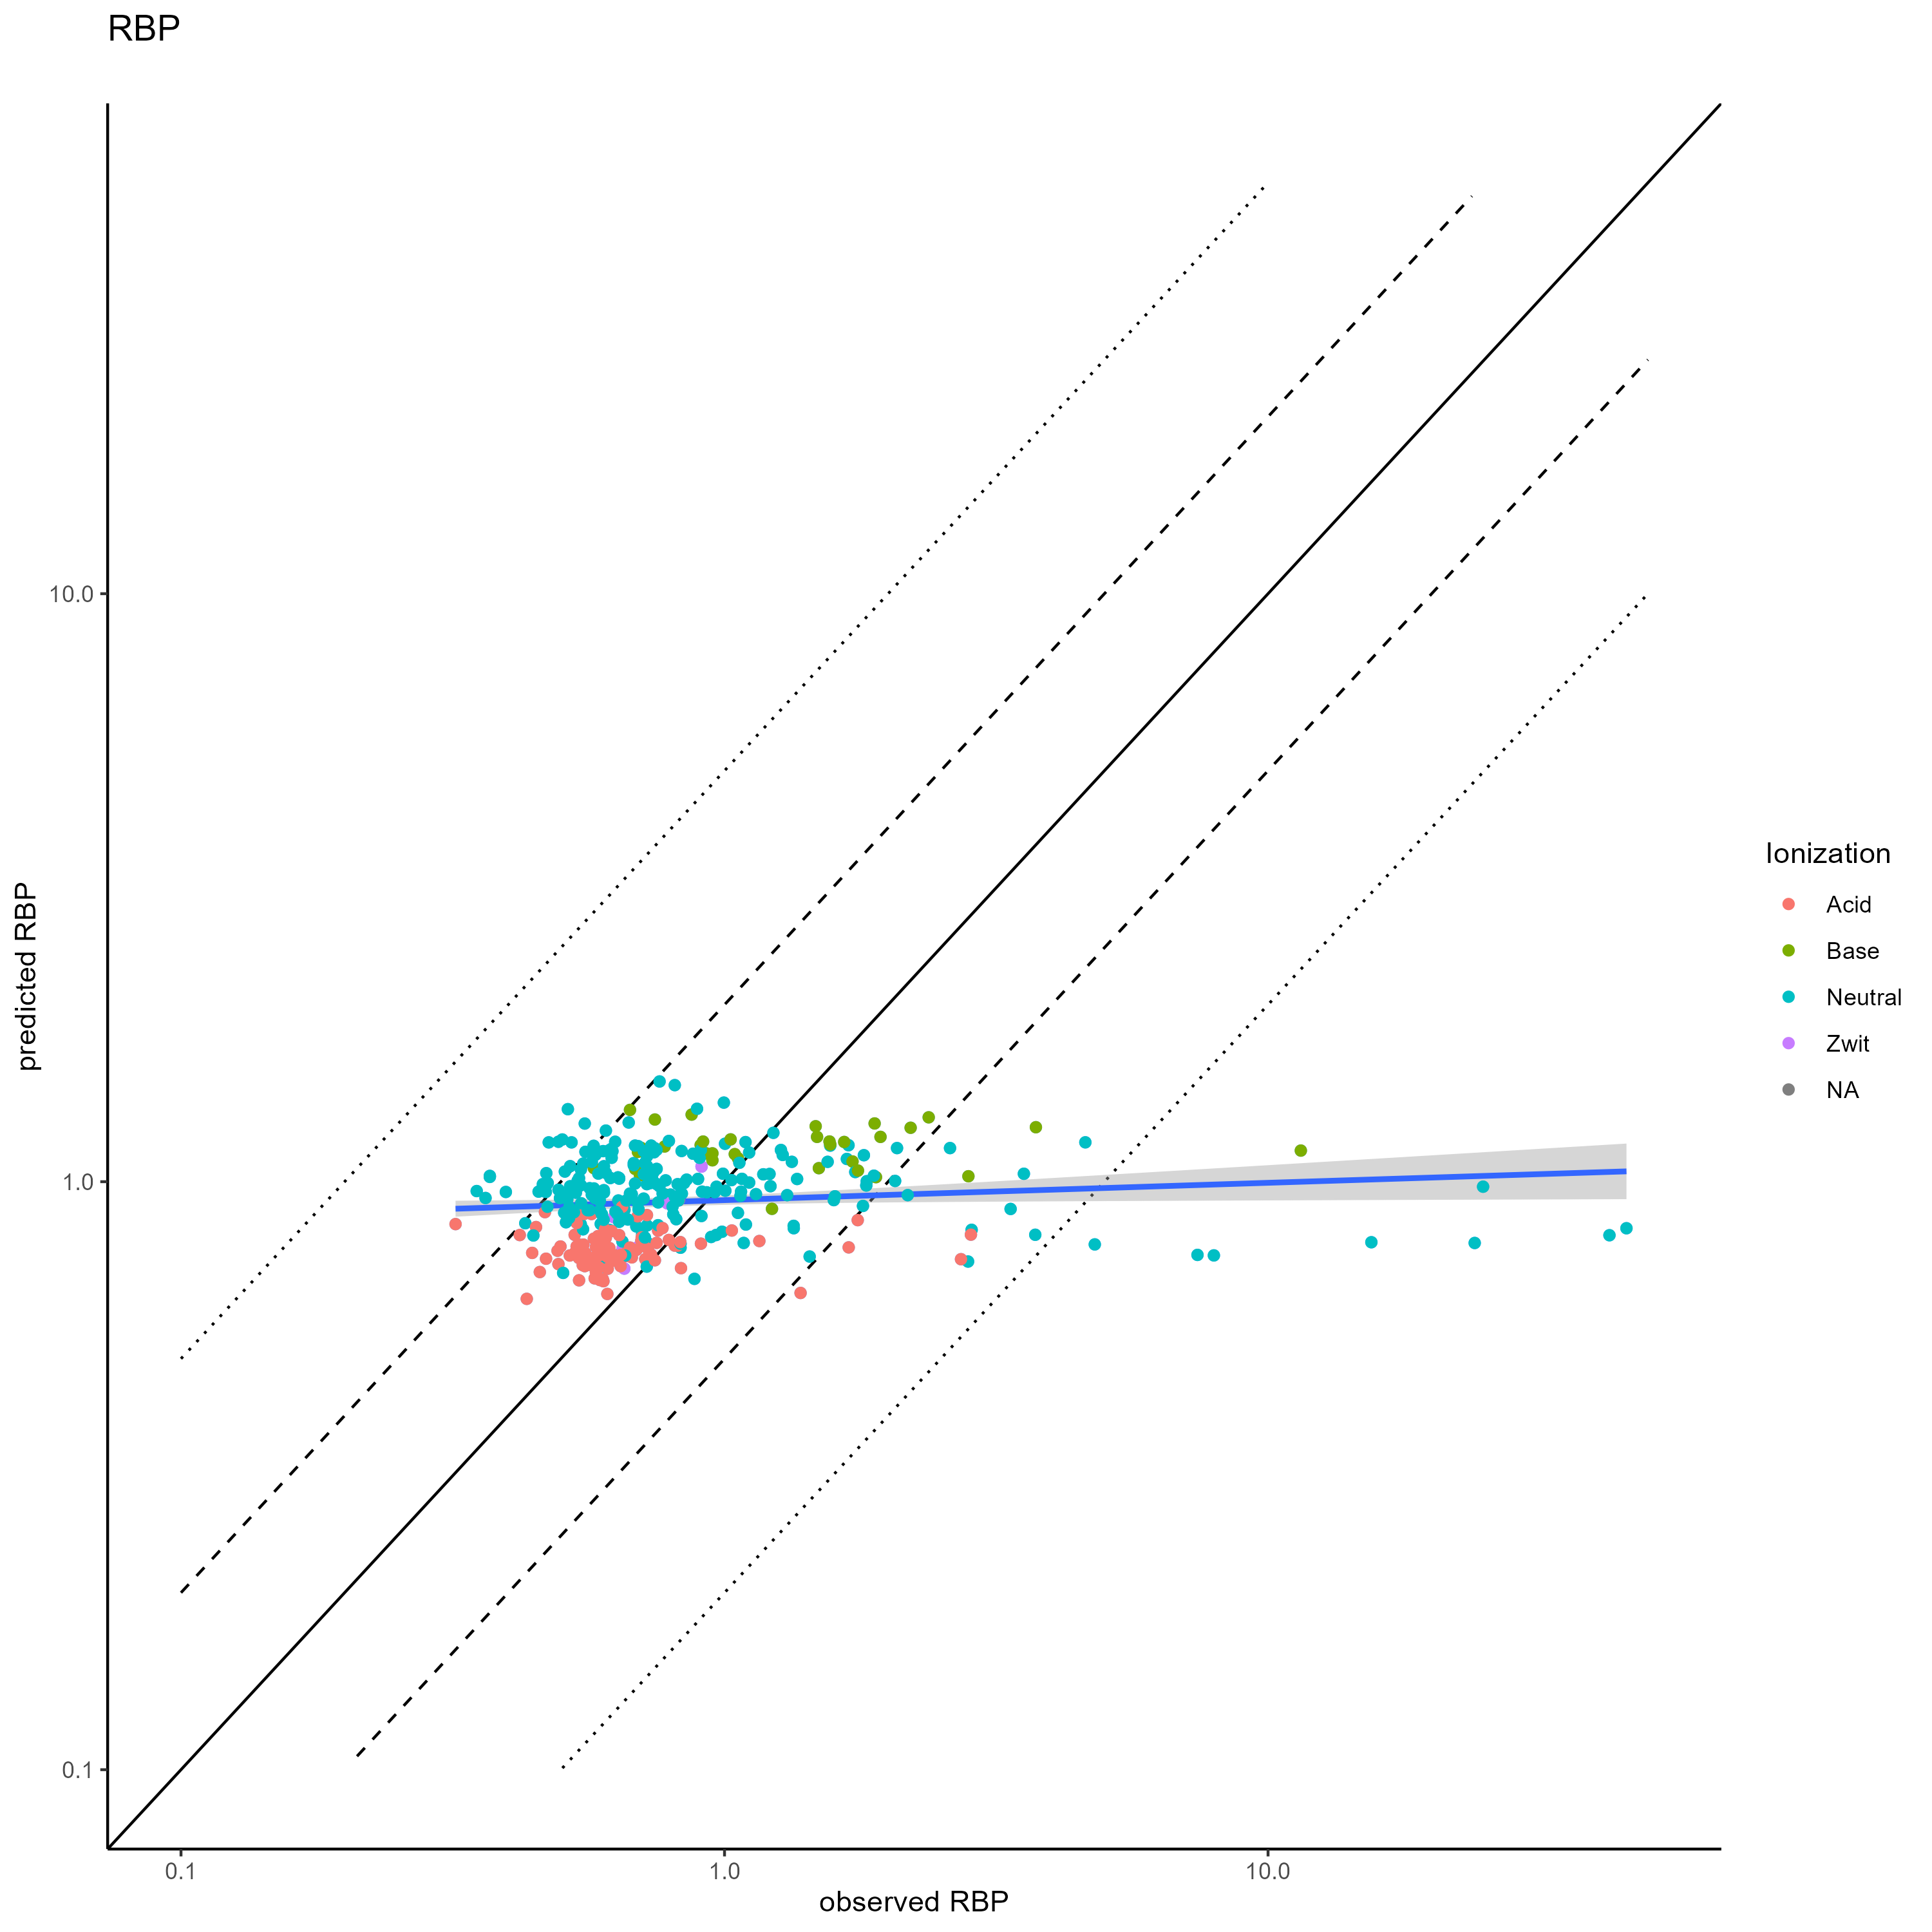 RBP
predicted RBP
10.0
1.0
0.1
0.1
1.0
10.0
observed RBP
Ionization
Acid
Base
Neutral
Zwit
NA